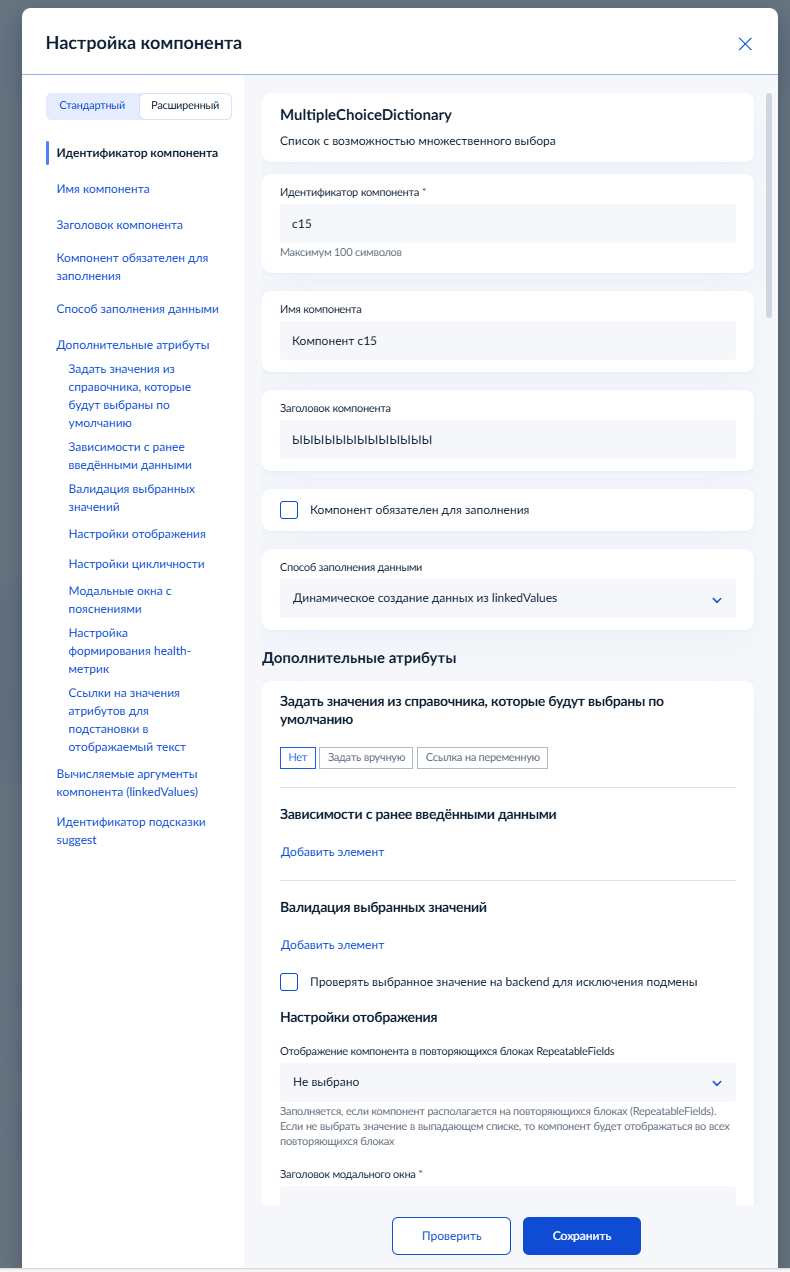 Настройка компонента
Стандартный
Расширенный
Идентификатор компонента
Имя компонента
Заголовок компонента
Компонент обязателен для
заполнения
Способ заполнения данными
Дополнительные атрибуты
Задать значения из
справочника, которые
будут выбраны по
умолчанию
Зависимости с ранее
введёнными данными
Валидация выбранных
значений
Настройки отображения
Настройки цикличности
Модальные окна с
пояснениями
Настройка
формирования health-
метрик
Ссылки на значения
атрибутов для
подстановки в
отображаемый текст
Вычисляемые аргументы
компонента (linkedValues)
Идентификатор подсказки
suggest
MultipleChoiceDictionary
Список с возможностью множественного выбора
Идентификатор компонента *
c15
Максимум 100 символов
Имя компонента
Компонент c15
Заголовок компонента
ыыыыыыыыыыыыы
Компонент обязателен для заполнения
Способ заполнения данными
Динамическое создание данных из linkedValues
Дополнительные атрибуты
Задать значения из справочника, которые будут выбраны по
умолчанию
Нет
Задать вручную
Ссылка на переменную
Зависимости с ранее введёнными данными
Добавить элемент
Валидация выбранных значений
Добавить элемент
Проверять выбранное значение на backend для исключения подмены
Настройки отображения
Отображение компонента в повторяющихся блоках RepeatableFields
Не выбрано
Заполняется, если компонент располагается на повторяющихся блоках (RepeatableFields).
Если не выбрать значение в выпадающем списке, то компонент будет отображаться во всех
повторяющихся блоках
Заголовок модального окна *
Проверить
Сохранить